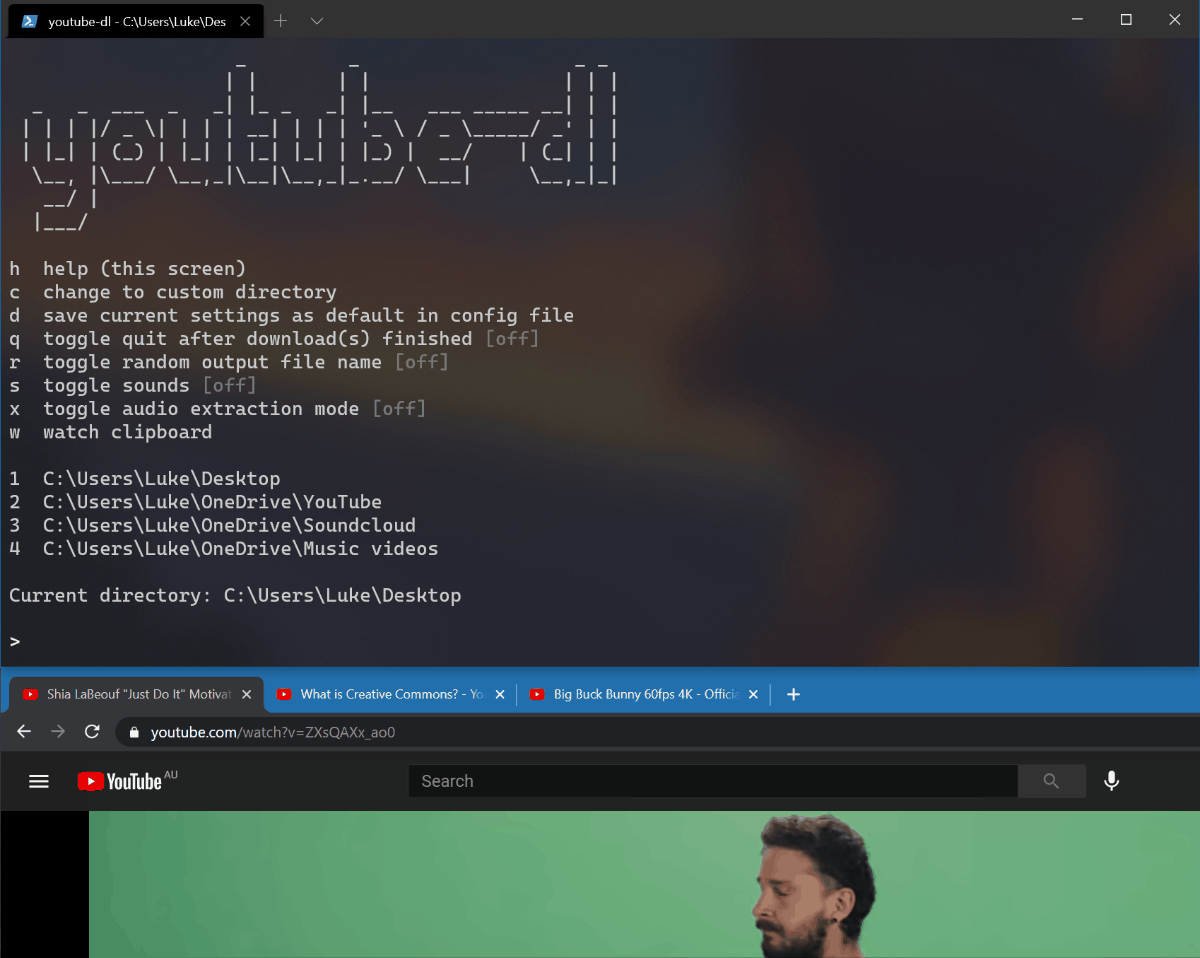 youtube-dl - C:\Users\Luke\Des
youtube-dl
h help (this screen)
c change to custom directory
d save current settings as default in config file
q toggle quit after download(s) finished [off]
r toggle random output file name [off]
s toggle sounds [off]
x toggle audio extraction mode [off]
w watch clipboard
1 C:\Users\Luke\Desktop
2 C:\Users\Luke\OneDrive\YouTube
3 C:\Users\Luke\OneDrive\Soundcloud
4 C:\Users\Luke\OneDrive\Music videos
Current directory: C:\Users\Luke\Desktop
>
Shia LaBeouf "Just Do It" Motivat
What is Creative Commons? - Yo
Big Buck Bunny 60fps 4K - Officia
youtube.com/watch?v=ZXsQAXx_ao0
YouTube AU
Search